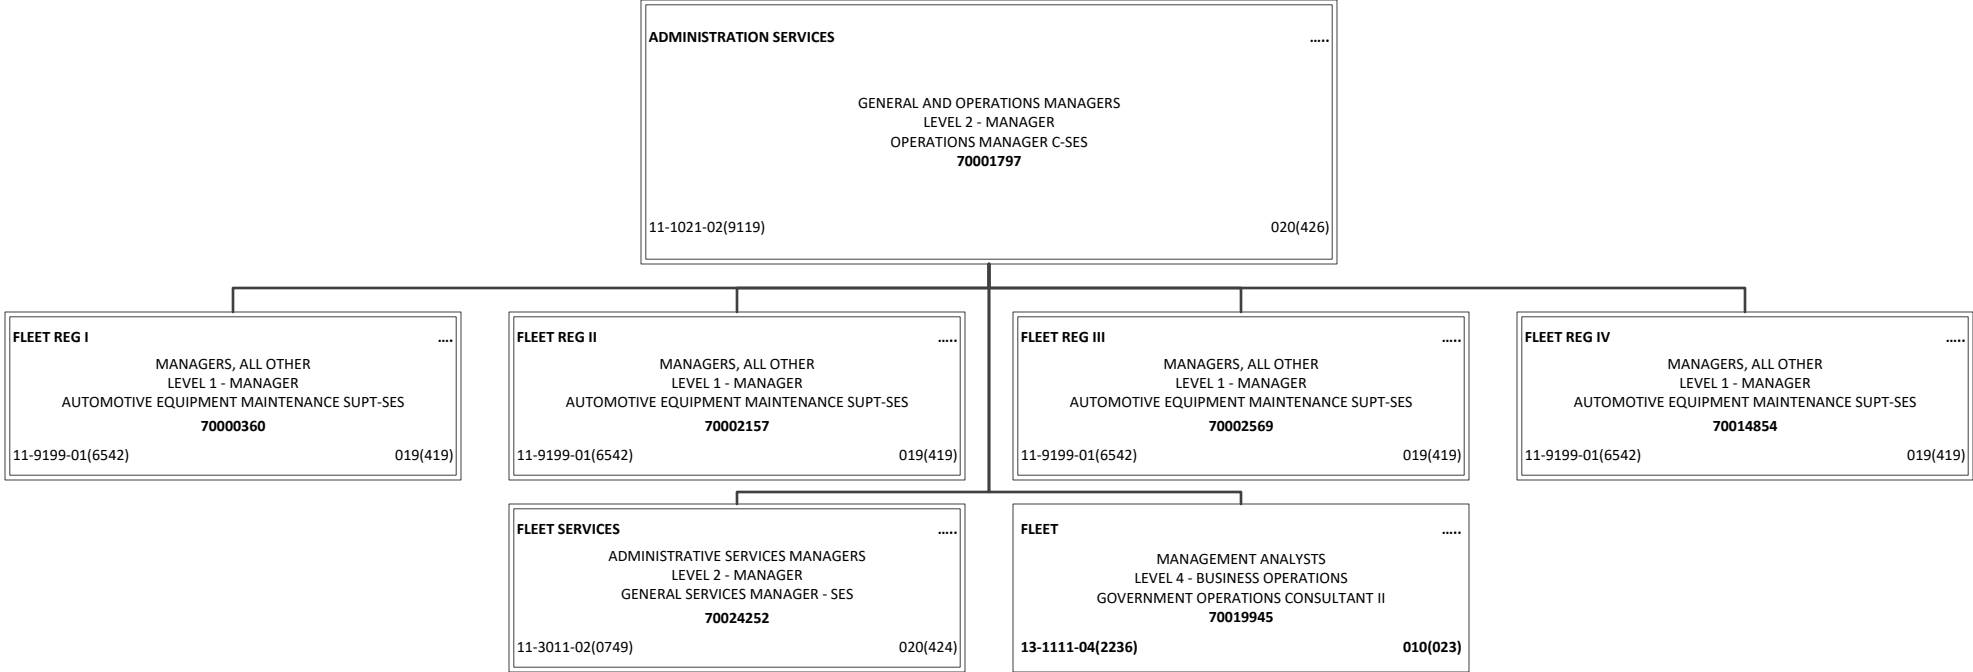 ADMINISTRATION SERVICES .....
GENERAL AND OPERATIONS MANAGERS
LEVEL 2 - MANAGER
OPERATIONS MANAGER C-SES
70001797
11-1021-02(9119) 020(426)
FLEET REG I ....
MANAGERS, ALL OTHER
LEVEL 1 - MANAGER
AUTOMOTIVE EQUIPMENT MAINTENANCE SUPT-SES
70000360
11-9199-01(6542) 019(419)
FLEET REG II .....
MANAGERS, ALL OTHER
LEVEL 1 - MANAGER
AUTOMOTIVE EQUIPMENT MAINTENANCE SUPT-SES
70002157
11-9199-01(6542) 019(419)
FLEET REG III .....
MANAGERS, ALL OTHER
LEVEL 1 - MANAGER
AUTOMOTIVE EQUIPMENT MAINTENANCE SUPT-SES
70002569
11-9199-01(6542) 019(419)
FLEET REG IV .....
MANAGERS, ALL OTHER
LEVEL 1 - MANAGER
AUTOMOTIVE EQUIPMENT MAINTENANCE SUPT-SES
70014854
11-9199-01(6542) 019(419)
FLEET SERVICES .....
ADMINISTRATIVE SERVICES MANAGERS
LEVEL 2 - MANAGER
GENERAL SERVICES MANAGER - SES
70024252
11-3011-02(0749) 020(424)
FLEET .....
MANAGEMENT ANALYSTS
LEVEL 4 - BUSINESS OPERATIONS
GOVERNMENT OPERATIONS CONSULTANT II
70019945
13-1111-04(2236) 010(023)